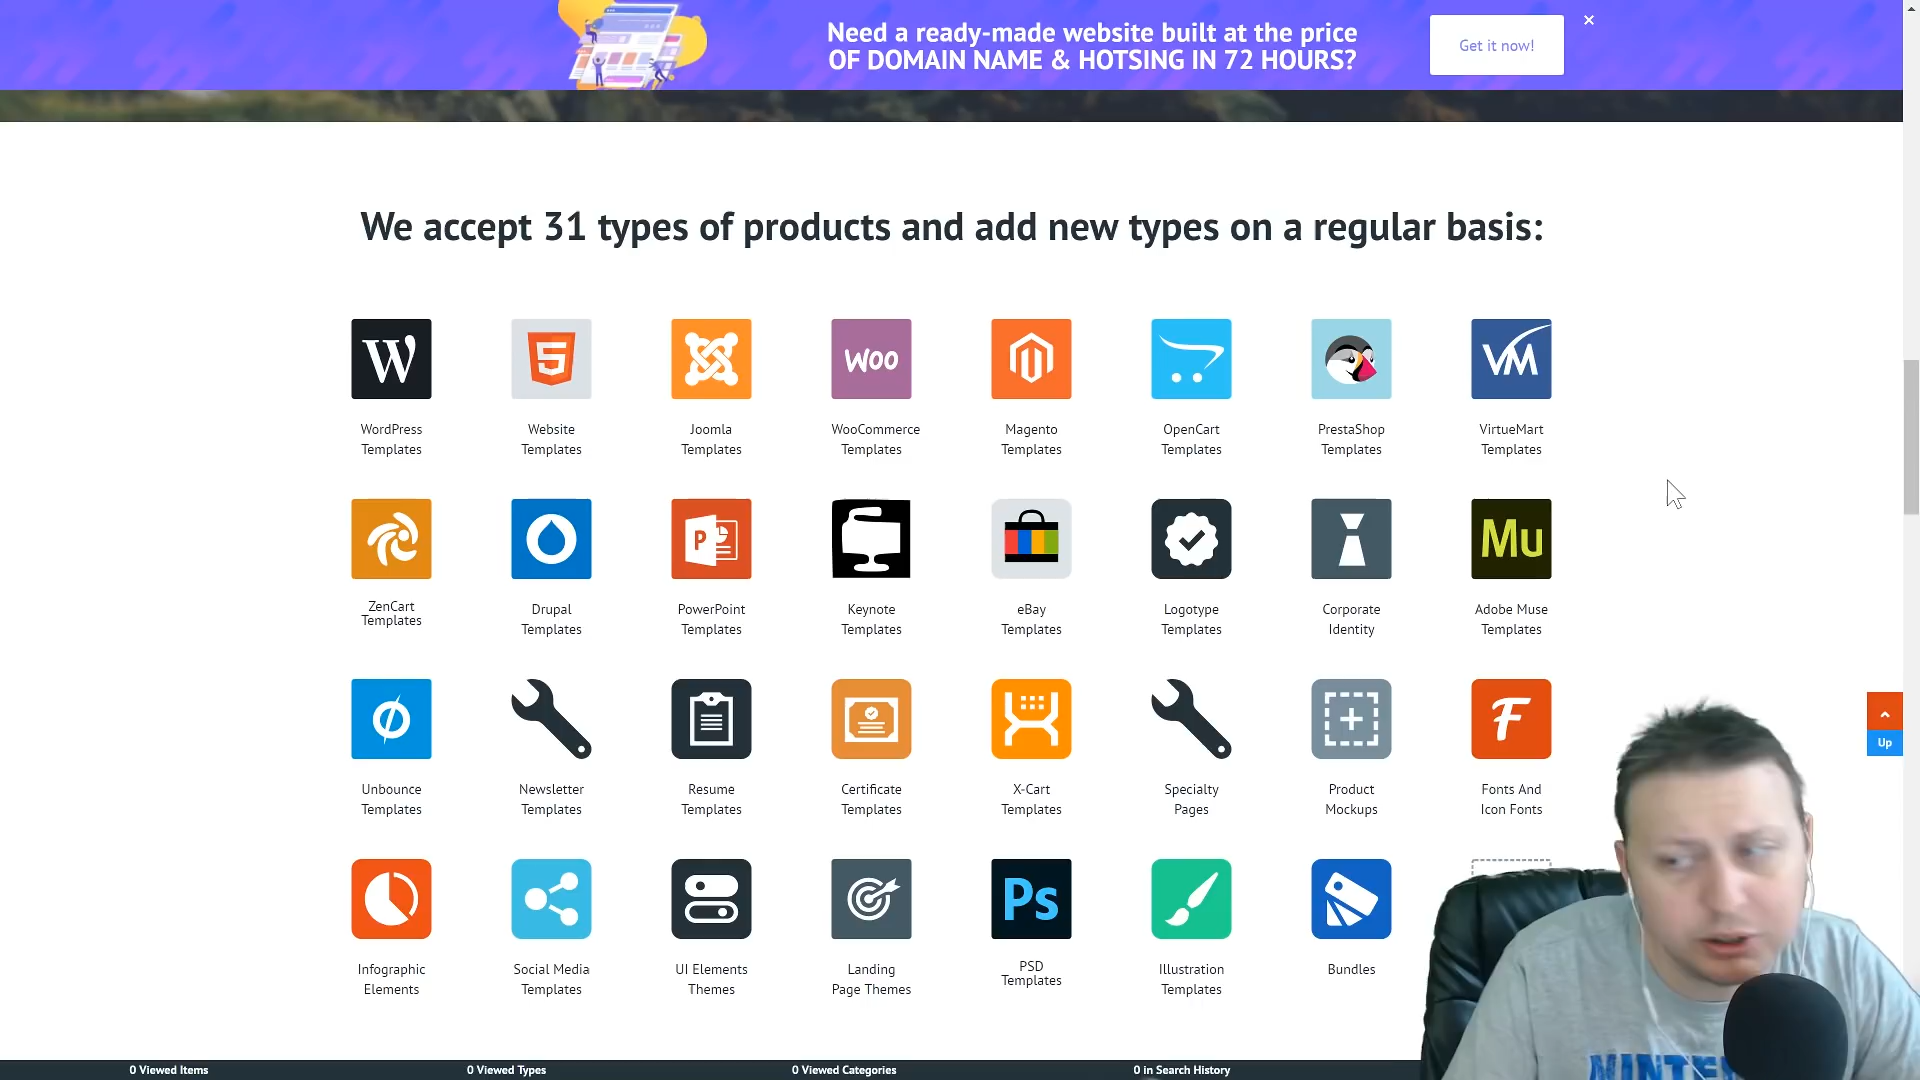 Need a ready-made website built at the price
OF DOMAIN NAME & HOTSING IN 72 HOURS?
Get it now!
We accept 31 types of products and add new types on a regular basis:
W
5
WOO
VM
WordPress
Templates
Website
Templates
Joomla
Templates
WooCommerce
Templates
Magento
Templates
OpenCart
Templates
PrestaShop
Templates
VirtueMart
Templates
P
Mu
ZenCart
Templates
Drupal
Templates
PowerPoint
Templates
Keynote
Templates
eBay
Templates
Logotype
Templates
Corporate
Identity
Adobe Muse
Templates
F
Up
Unbounce
Templates
Newsletter
Templates
Resume
Templates
Certificate
Templates
X-Cart
Templates
Specialty
Pages
Product
Mockups
Fonts And
Icon Fonts
Ps
Infographic
Elements
Social Media
Templates
UI Elements
Themes
Landing
Page Themes
PSD
Templates
Illustration
Templates
Bundles
0 Viewed Items
0 Viewed Types
0 Viewed Categories
0 in Search History